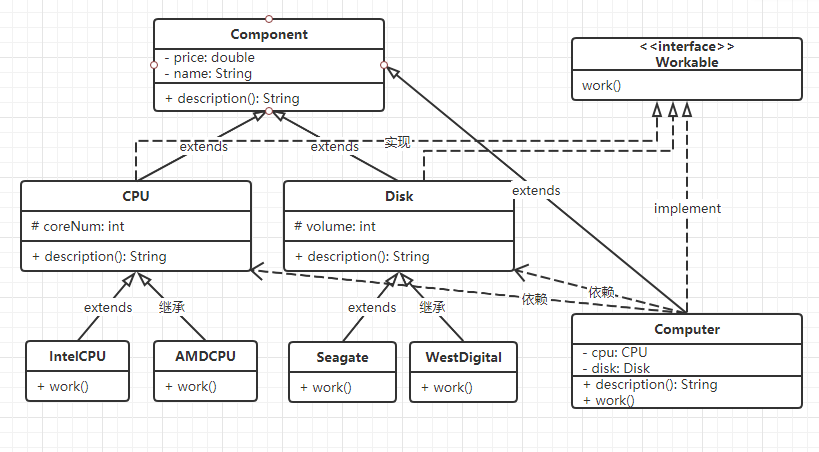 Component
- price: double
- name: String
+ description(): String
<<interface>>
Workable
work()
extends
extends
实现
extends
implement
CPU
# coreNum: int
+ description(): String
Disk
# volume: int
+ description(): String
extends
继承
extends
继承
依赖
依赖
IntelCPU
+ work()
AMDCPU
+ work()
Seagate
+ work()
WestDigital
+ work()
Computer
- cpu: CPU
- disk: Disk
+ description(): String
+ work()